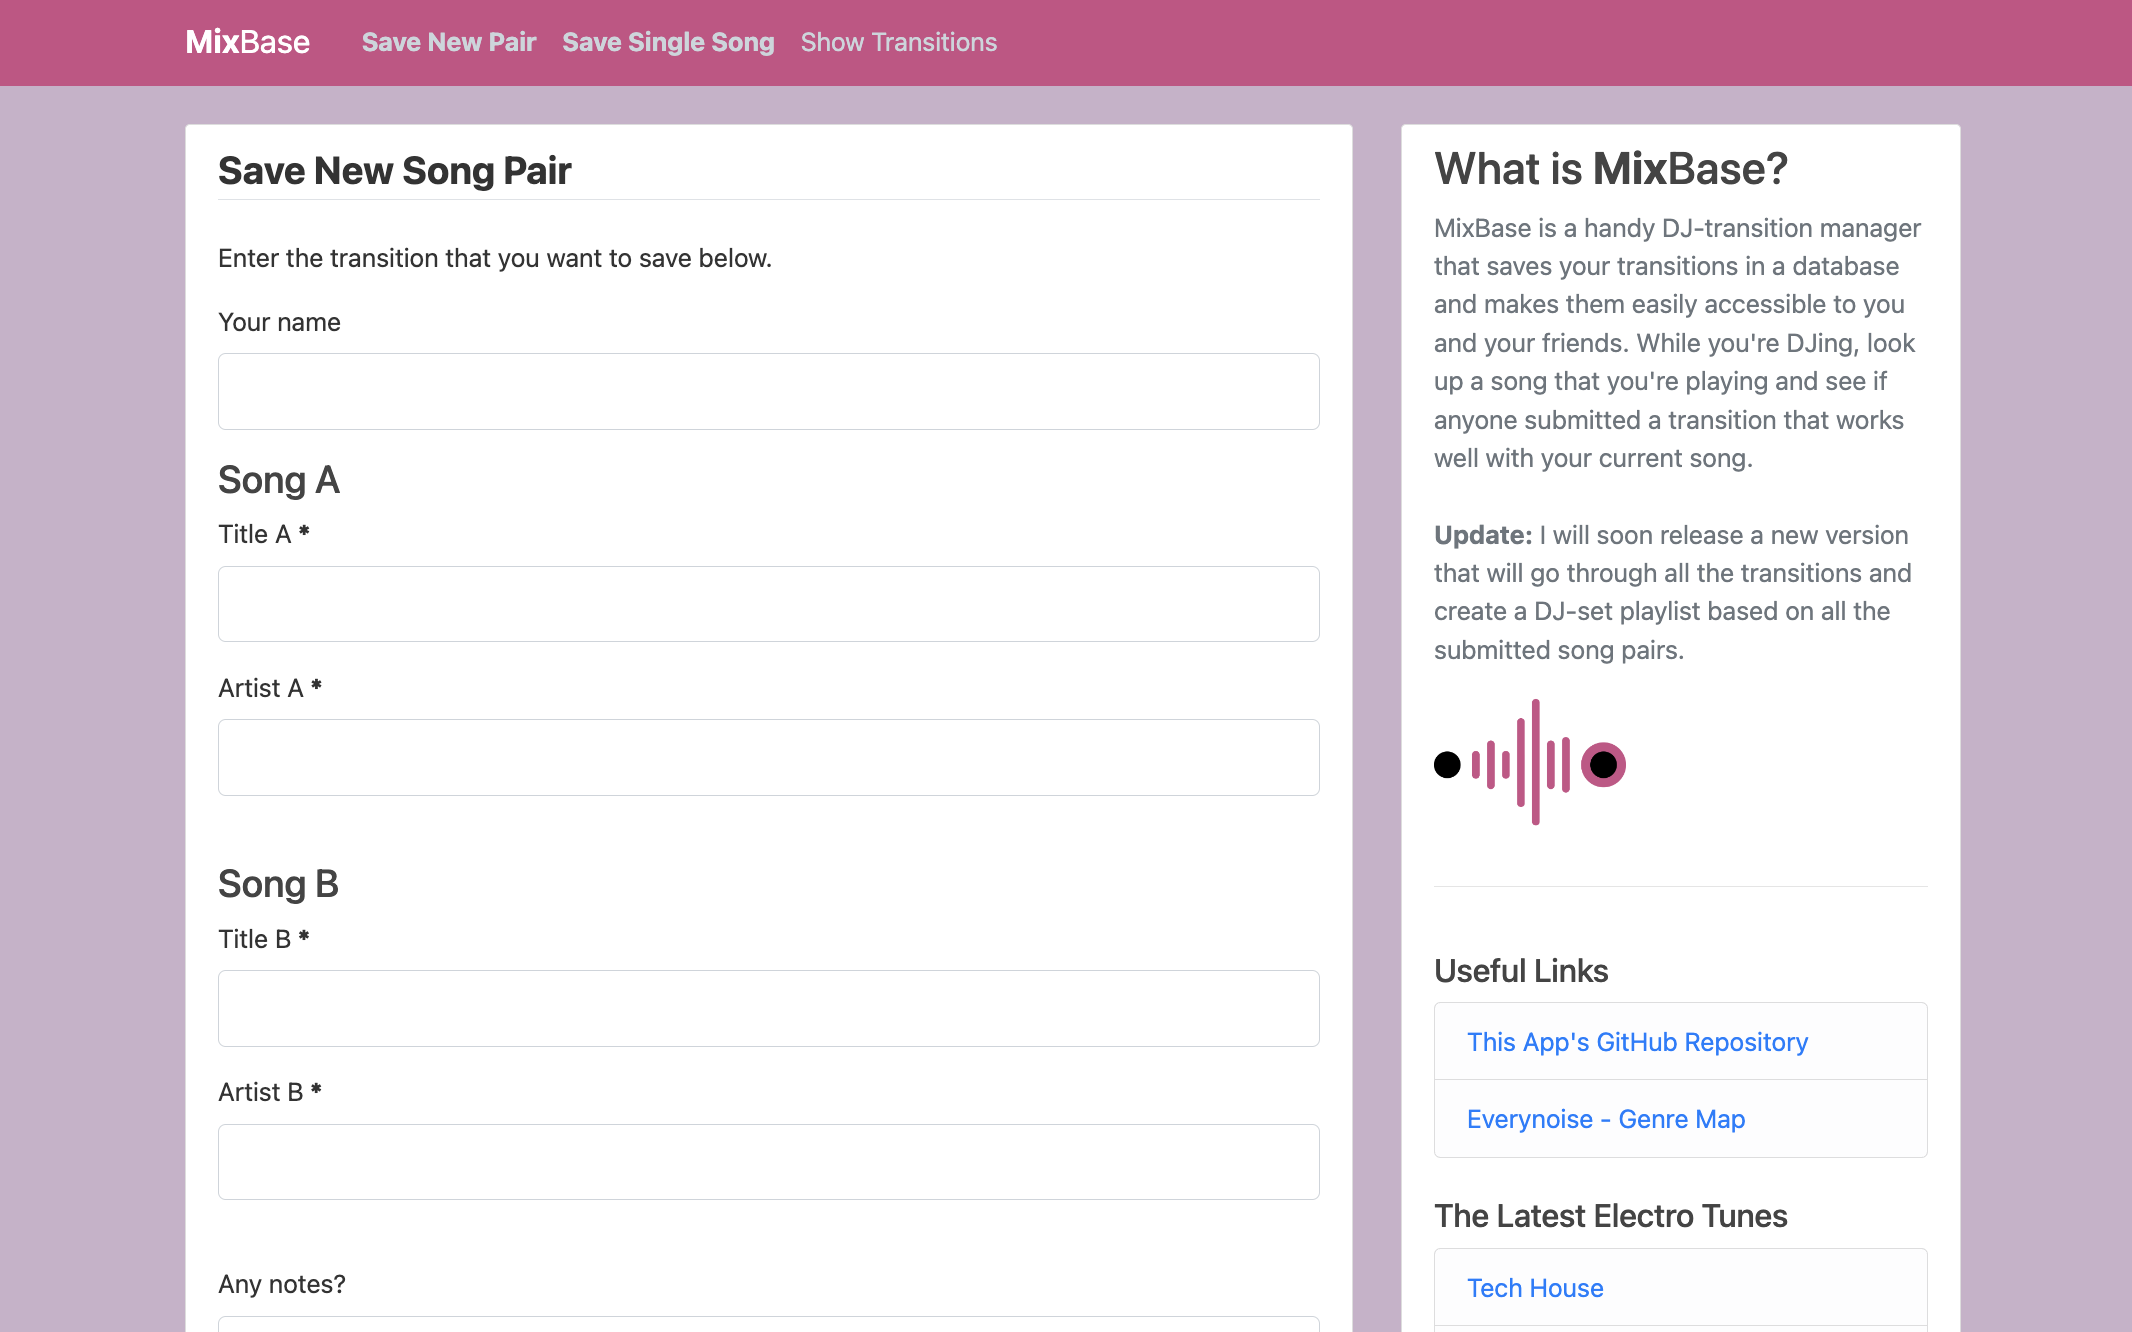 MixBase Save New Pair Save Single Song Show Transitions
Save New Song Pair
Enter the transition that you want to save below.
Your name
Song A
Title A *
Artist A *
Song B
Title B *
Artist B *
Any notes?
What is MixBase?
MixBase is a handy DJ-transition manager
that saves your transitions in a database
and makes them easily accessible to you
and your friends. While you're DJing, look
up a song that you're playing and see if
anyone submitted a transition that works
well with your current song.
Update: I will soon release a new version
that will go through all the transitions and
create a DJ-set playlist based on all the
submitted song pairs.
Useful Links
This App's GitHub Repository
Everynoise - Genre Map
The Latest Electro Tunes
Tech House